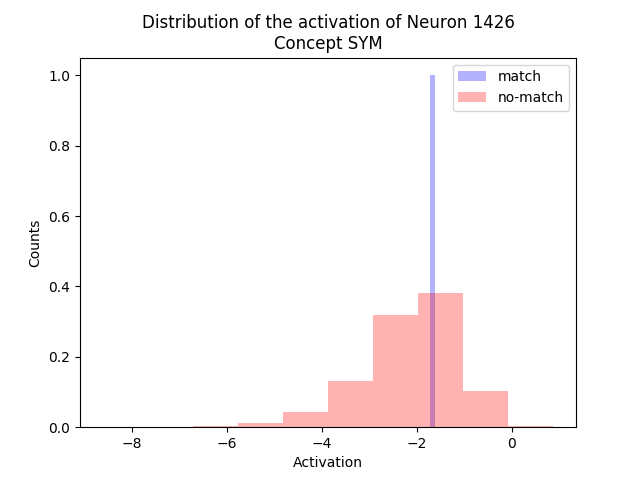 Distribution of the activation of Neuron 1426
Concept SYM
match
no-match
1.0
0.8
0.6
0.4
0.2
0.0
Counts
−8
−6
−4
−2
0
Activation